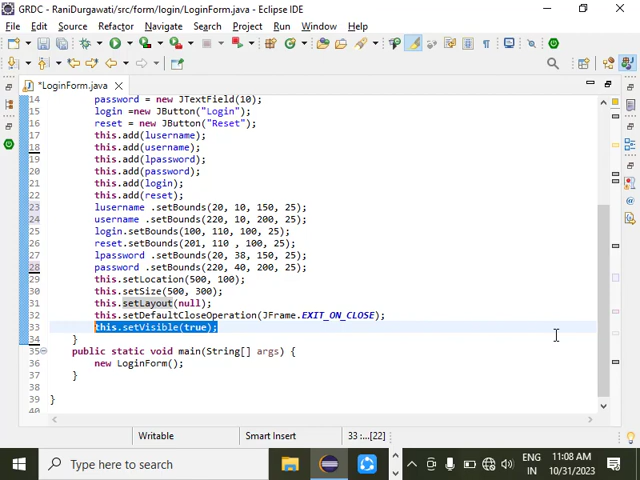 GRDC - RaniDurgawati/src/form/login/LoginForm.java - Eclipse IDE
File Edit Source Refactor Navigate Search Project Run Window Help
*LoginForm.java
14 password = new JTextField(10);
15 login =new JButton("Login");
16 reset = new JButton("Reset");
17 this.add(lusername);
18 this.add(username);
19 this.add(lpassword);
20 this.add(password);
21 this.add(login);
22 this.add(reset);
23 lusername .setBounds(20, 10, 150, 25);
24 username .setBounds(220, 10, 200, 25);
25 login.setBounds(100, 110, 100, 25);
26 reset.setBounds(201, 110 , 100, 25);
27 lpassword .setBounds(20, 38, 150, 25);
28 password .setBounds(220, 40, 200, 25);
29 this.setLocation(500, 100);
30 this.setSize(500, 300);
31 this.setLayout(null);
32 this.setDefaultCloseOperation(JFrame.EXIT_ON_CLOSE);
33 this.setVisible(true);
34 }
35 public static void main(String[] args) {
36 new LoginForm();
37 }
38
39 }
40
Writable Smart Insert 33 :...[22]
Type here to search ENG 11:08 AM
IN 10/31/2023